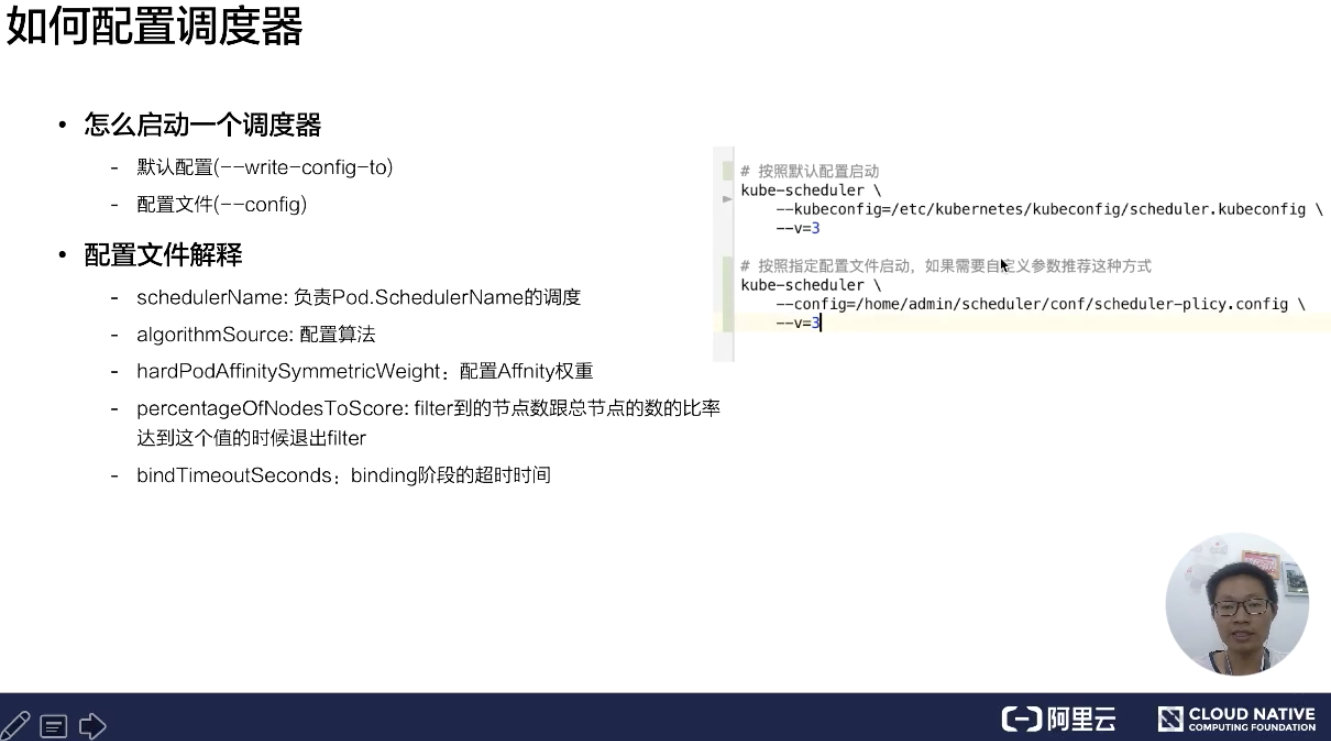 如何配置调度器
• 怎么启动一个调度器
- 默认配置(--write-config-to)
- 配置文件(--config)
• 配置文件解释
- schedulerName: 负责Pod.SchedulerName的调度
- algorithmSource: 配置算法
- hardPodAffinitySymmetricWeight：配置Affnity权重
- percentageOfNodesToScore: filter到的节点数跟总节点的数的比率
达到这个值的时候退出filter
- bindTimeoutSeconds：binding阶段的超时时间
# 按照默认配置启动
kube-scheduler \
--kubeconfig=/etc/kubernetes/kubeconfig/scheduler.kubeconfig \
--v=3
# 按照指定配置文件启动，如果需要自定义参数推荐这种方式
kube-scheduler \
--config=/home/admin/scheduler/conf/scheduler-plicy.config \
--v=3
阿里云
CLOUD NATIVE
COMPUTING FOUNDATION